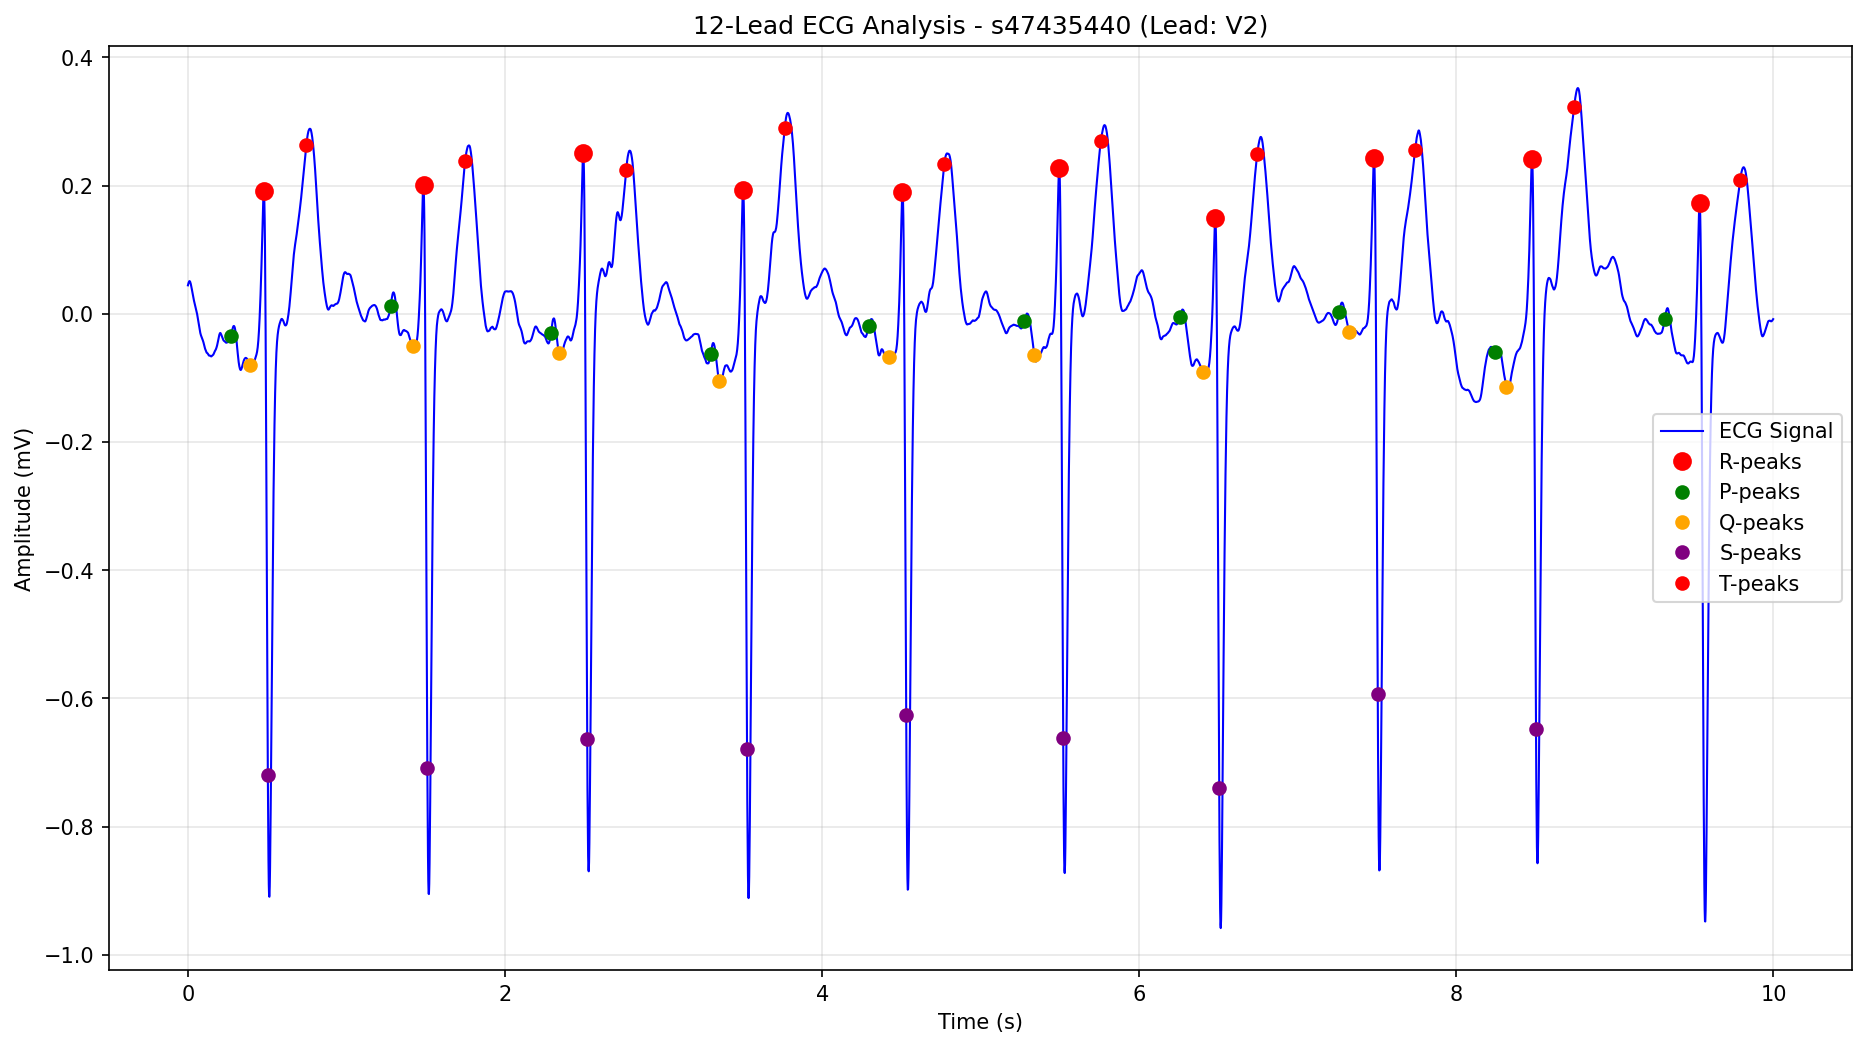 12-Lead ECG Analysis - s47435440 (Lead: V2)
Amplitude (mV)
0.4
0.2
0.0
−0.2
−0.4
−0.6
−0.8
−1.0
ECG Signal
R-peaks
P-peaks
Q-peaks
S-peaks
T-peaks
0 2 4 6 8 10
Time (s)